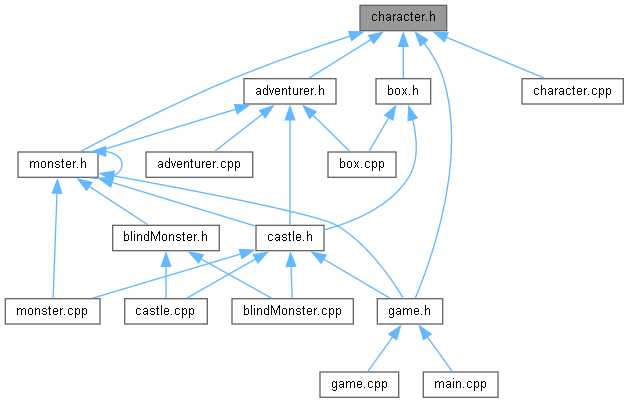 character.h
adventurer.h
box.h
character.cpp
monster.h
adventurer.cpp
box.cpp
blindMonster.h
castle.h
monster.cpp
castle.cpp
blindMonster.cpp
game.h
game.cpp
main.cpp